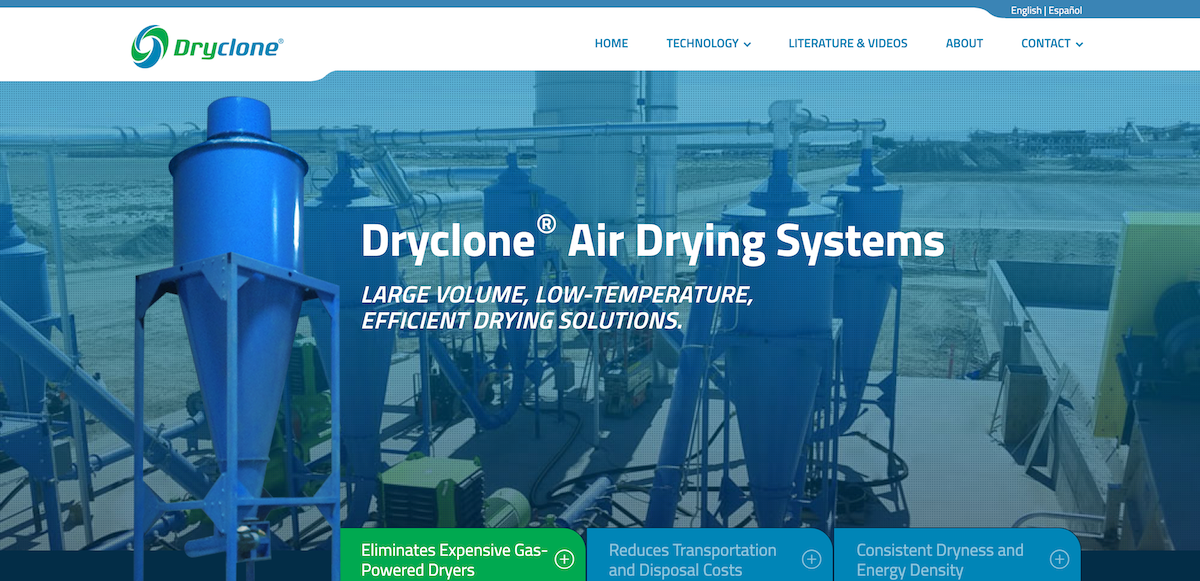 English | Español
Dryclone®
HOME TECHNOLOGY LITERATURE & VIDEOS ABOUT CONTACT
Dryclone® Air Drying Systems
LARGE VOLUME, LOW-TEMPERATURE,
EFFICIENT DRYING SOLUTIONS.
Eliminates Expensive Gas-
Powered Dryers
Reduces Transportation
and Disposal Costs
Consistent Dryness and
Energy Density